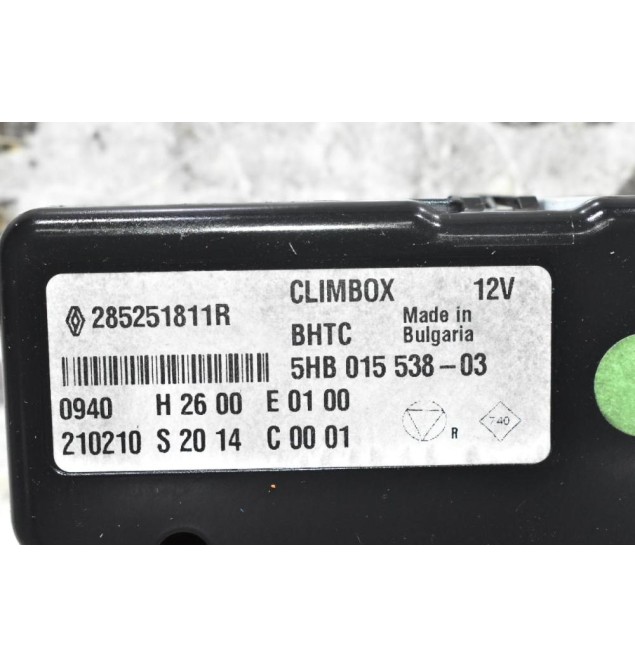 285251811R
CLIMBOX 12V
BHTC Made in Bulgaria
5HB 015 538-03
0940 H 26 00 E 01 00
210210 S 20 14 C 00 01
R
740